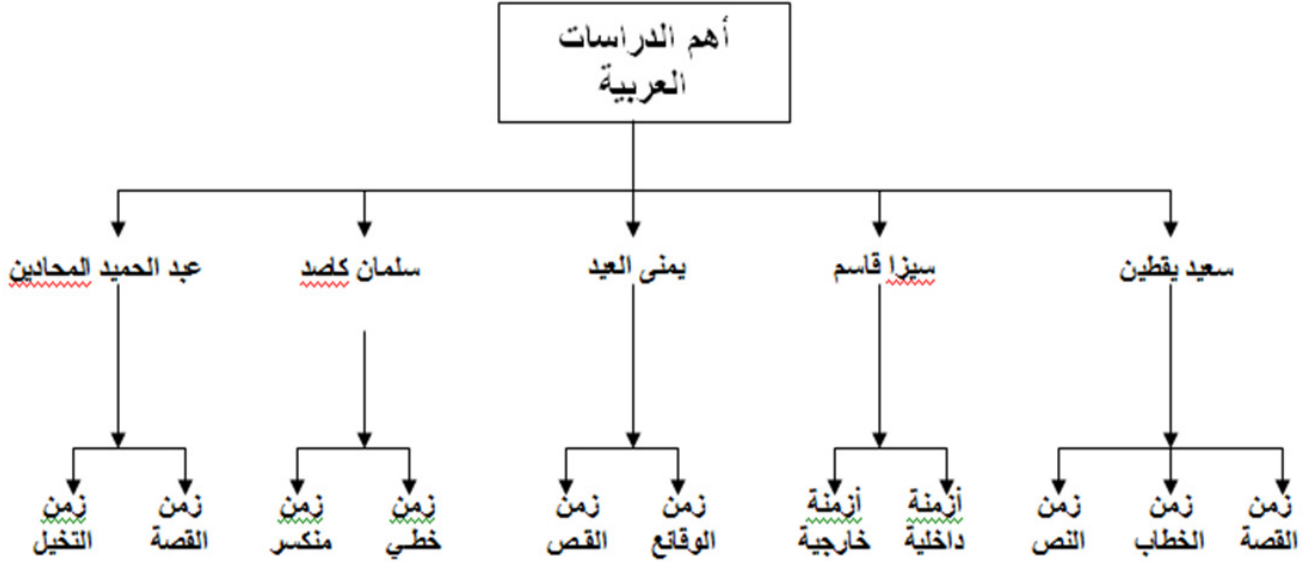 أهم الدراسات
العربية
سعيد يقطين
سيزا قاسم
يمنى العيد
سلمان كاصد
عبد الحميد المحادين
زمن
القصة
زمن
الخطاب
زمن
النص
أزمنة
داخلية
أزمنة
خارجية
زمن
الوقائع
زمن
القص
زمن
خطي
زمن
منكسر
زمن
القصة
زمن
التخيل